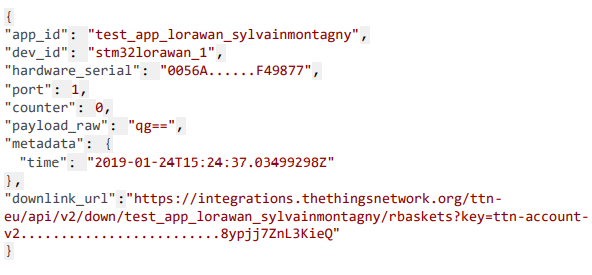 {
"app_id": "test_app_lorawan_sylvainmontagny",
"dev_id": "stm32lorawan_1",
"hardware_serial": "0056A......F49877",
"port": 1,
"counter": 0,
"payload_raw": "qg==",
"metadata": {
"time": "2019-01-24T15:24:37.03499298Z"
},
"downlink_url":"https://integrations.thethingsnetwork.org/ttn-
eu/api/v2/down/test_app_lorawan_sylvainmontagny/rbaskets?key=ttn-account-
v2.........................8ypjj7ZnL3KieQ"
}